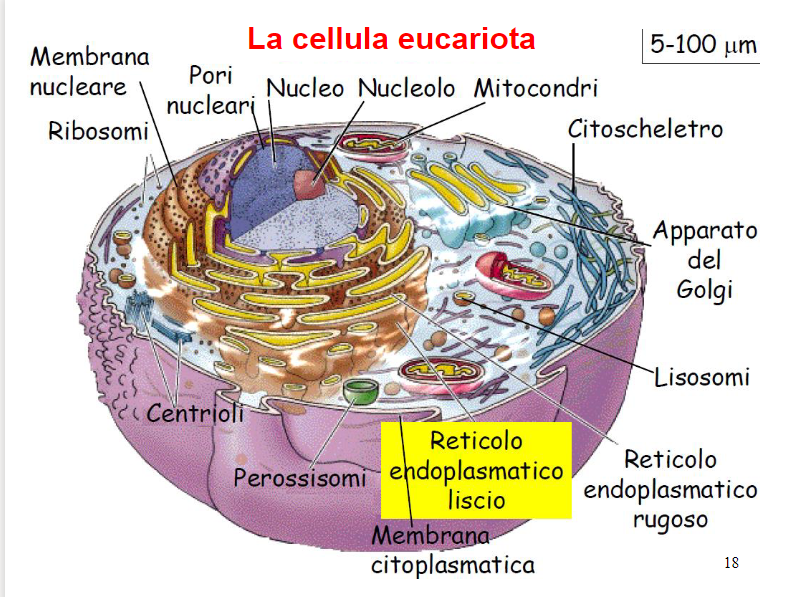 La cellula eucariota
5-100 μm
Membrana
nucleare
Pori
nucleari
Nucleo
Nucleolo
Mitocondri
Ribosomi
Citoscheletro
Apparato
del
Golgi
Lisosomi
Centrioli
Perossisomi
Reticolo
endoplasmatico
liscio
Reticolo
endoplasmatico
rugoso
Membrana
citoplasmatica
18